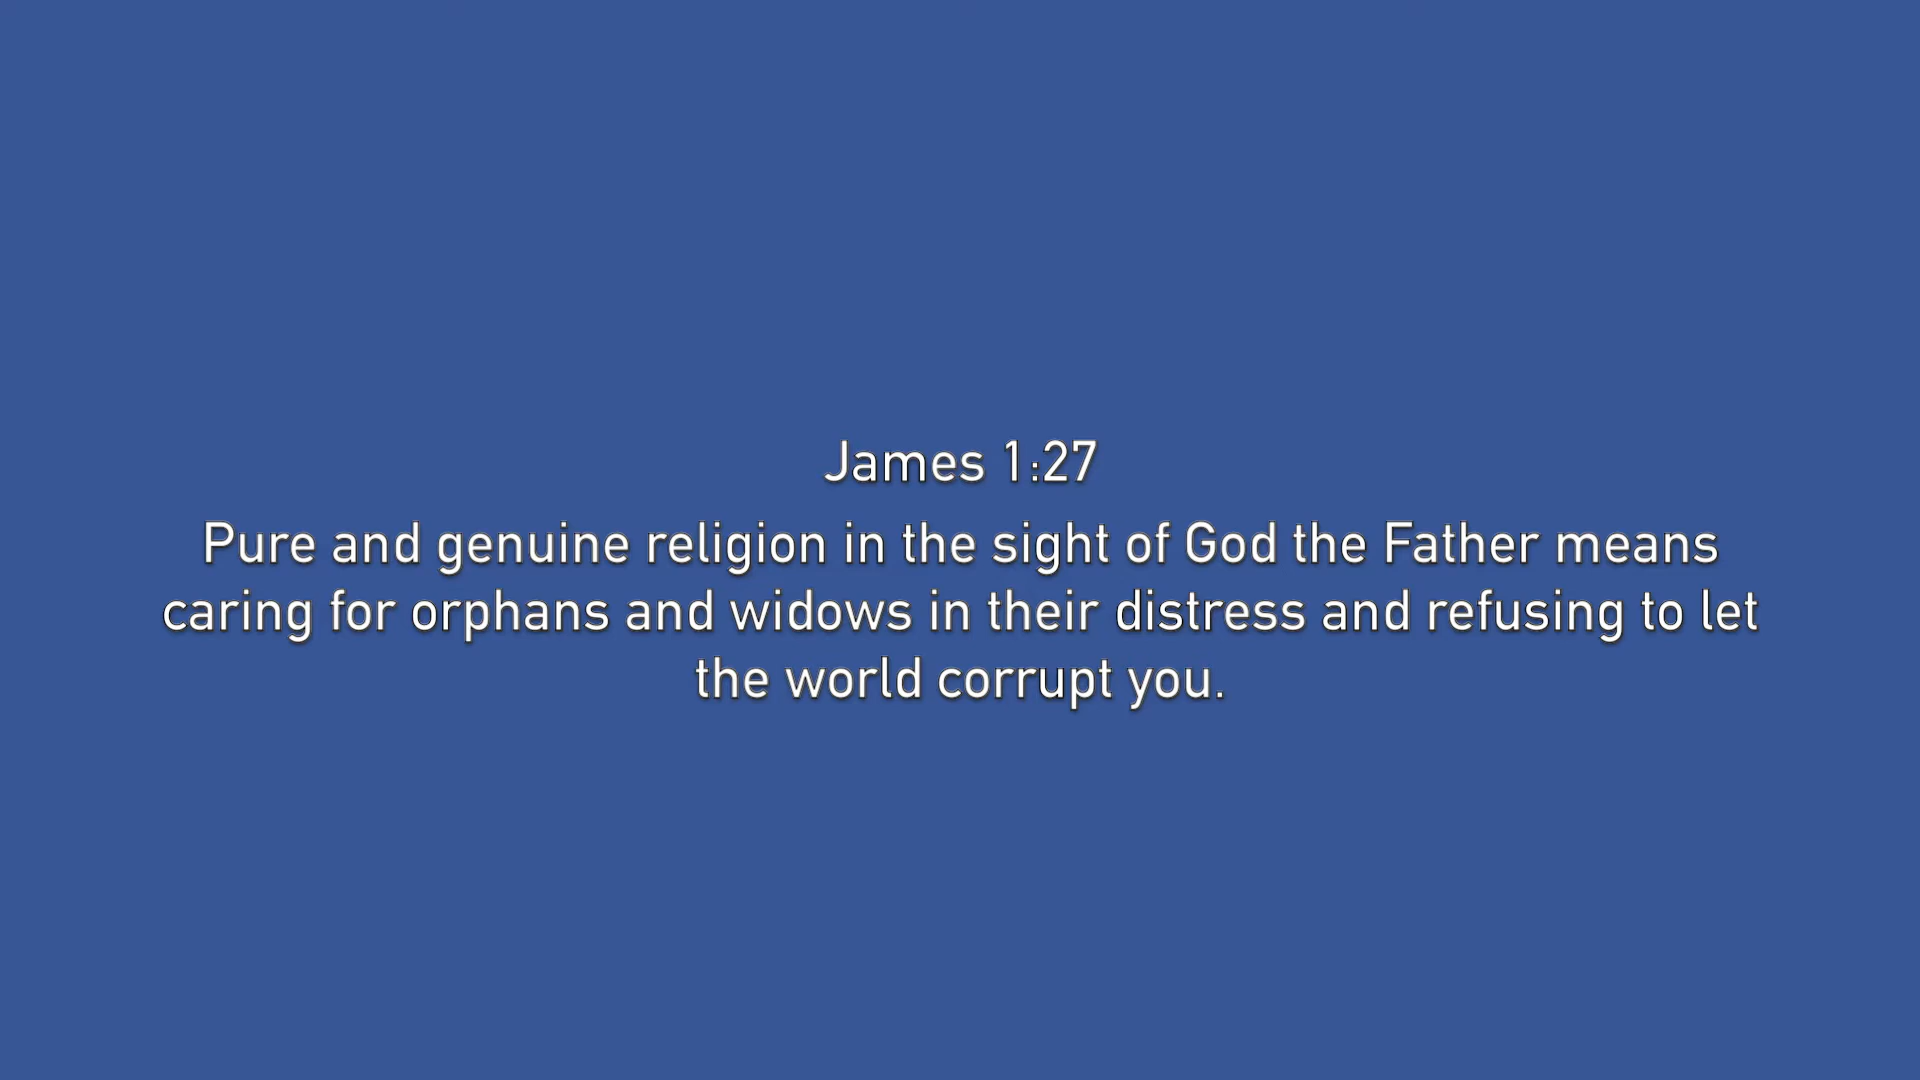 James 1:27
Pure and genuine religion in the sight of God the Father means
caring for orphans and widows in their distress and refusing to let
the world corrupt you.